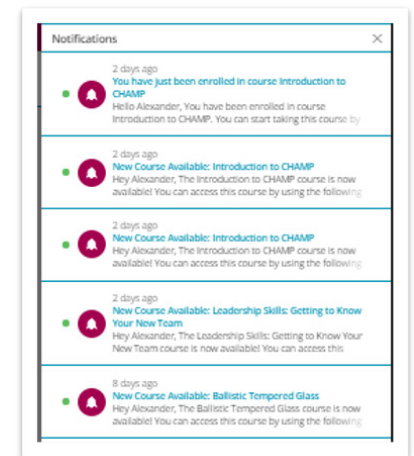 Notifications
2 days ago
You have just been enrolled in course Introduction to
CHAMP
Hello Alexander, You have been enrolled in course
Introduction to CHAMP. You can start taking this course by
2 days ago
New Course Available: Introduction to CHAMP
Hey Alexander, The Introduction to CHAMP course is now
available! You can access this course by using the following
2 days ago
New Course Available: Introduction to CHAMP
Hey Alexander, The Introduction to CHAMP course is now
available! You can access this course by using the following
2 days ago
New Course Available: Leadership Skills: Getting to Know
Your New Team
Hey Alexander, The Leadership Skills: Getting to Know Your
New Team course is now available! You can access this
8 days ago
New Course Available: Ballistic Tempered Glass
Hey Alexander, The Ballistic Tempered Glass course is now
available! You can access this course by using the following